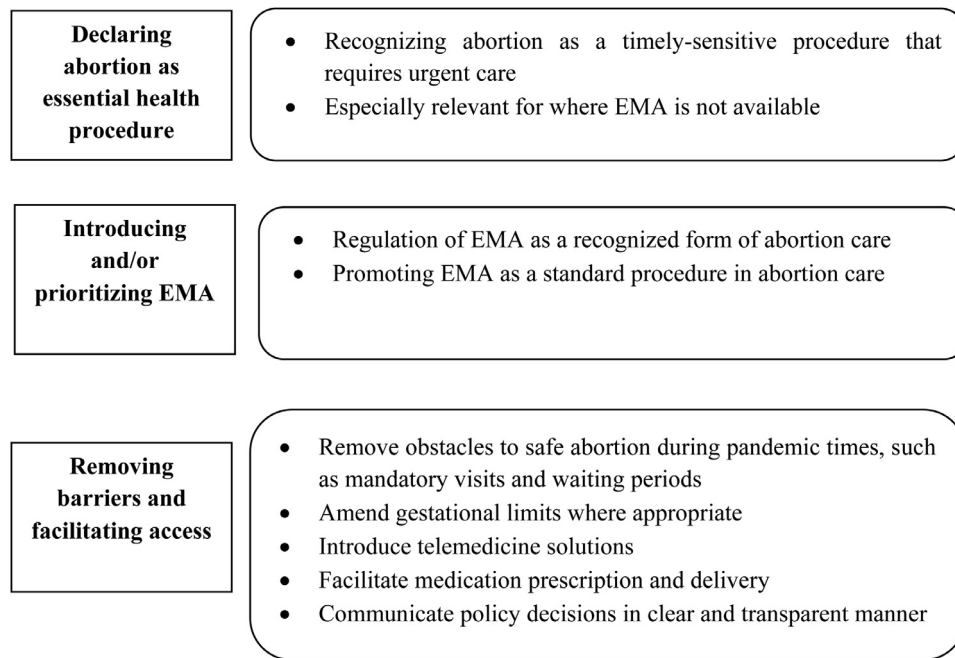 Declaring
abortion as
essential health
procedure
• Recognizing abortion as a timely-sensitive procedure that
requires urgent care
• Especially relevant for where EMA is not available
Introducing
and/or
prioritizing EMA
• Regulation of EMA as a recognized form of abortion care
• Promoting EMA as a standard procedure in abortion care
Removing
barriers and
facilitating access
• Remove obstacles to safe abortion during pandemic times, such
as mandatory visits and waiting periods
• Amend gestational limits where appropriate
• Introduce telemedicine solutions
• Facilitate medication prescription and delivery
• Communicate policy decisions in clear and transparent manner